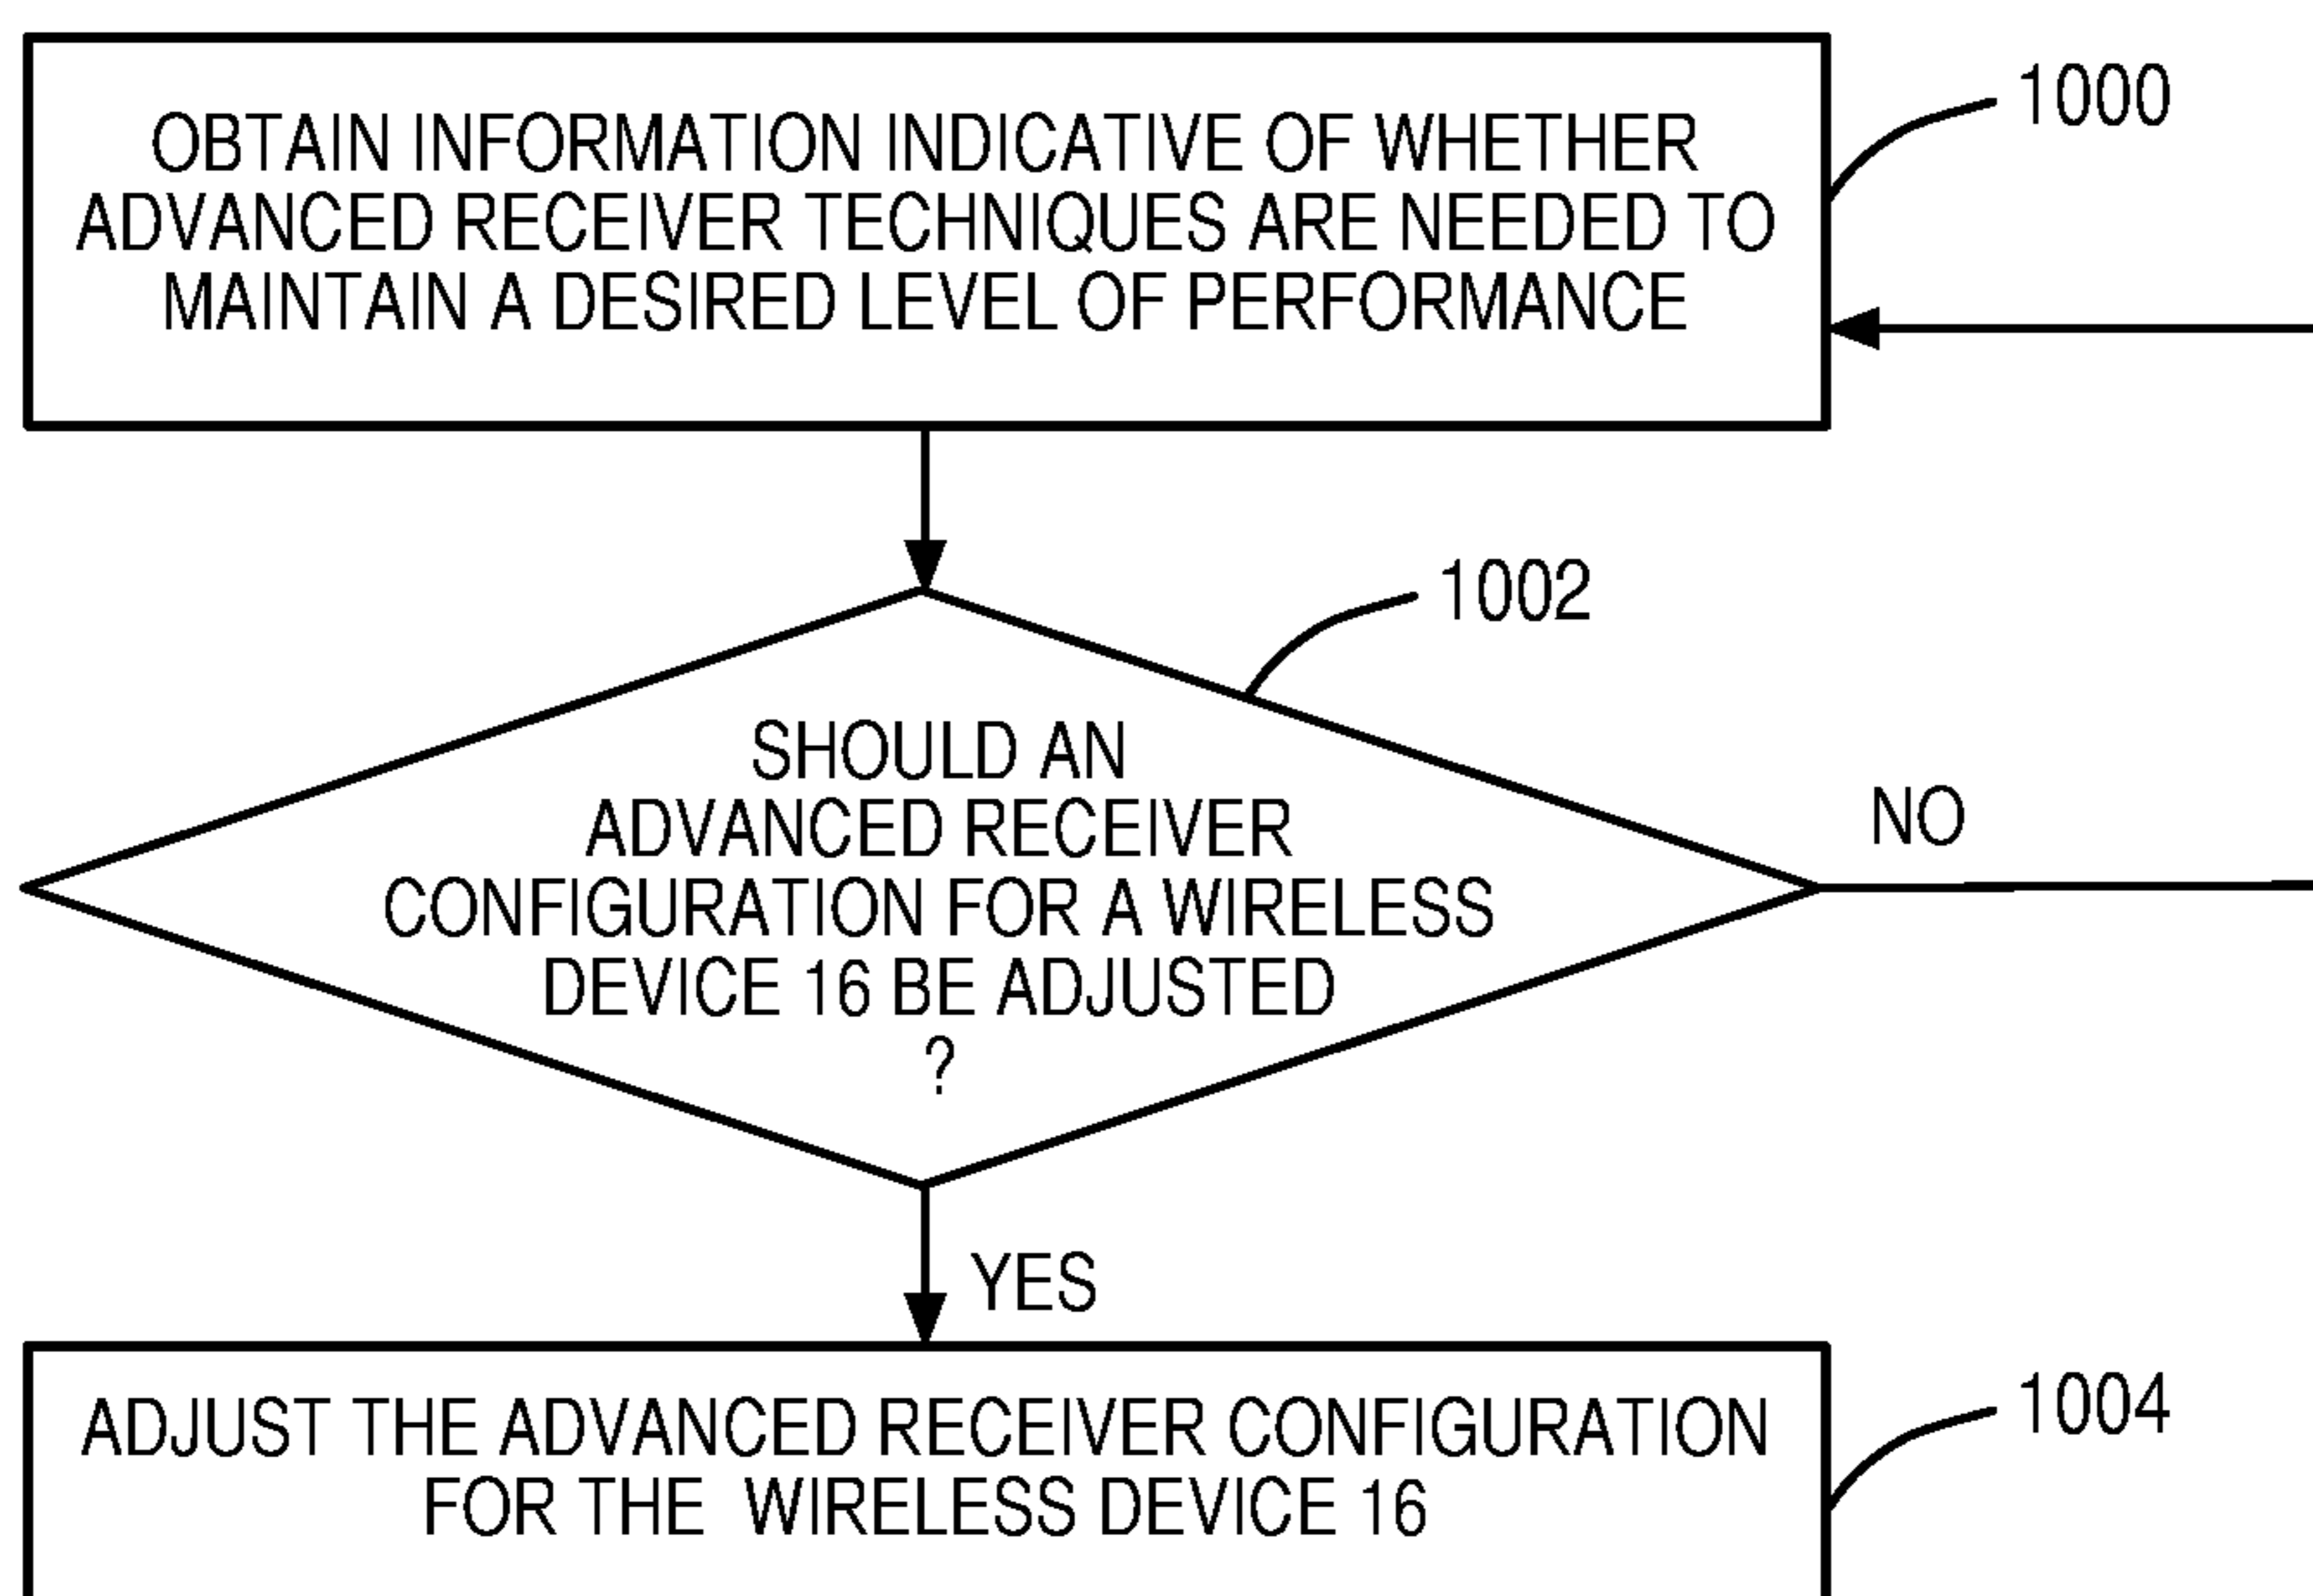 OBTAIN INFORMATION INDICATIVE OF WHETHER
ADVANCED RECEIVER TECHNIQUES ARE NEEDED TO
MAINTAIN A DESIRED LEVEL OF PERFORMANCE
1000
1002
SHOULD AN
ADVANCED RECEIVER
CONFIGURATION FOR A WIRELESS
DEVICE 16 BE ADJUSTED
?
NO
YES
ADJUST THE ADVANCED RECEIVER CONFIGURATION
FOR THE WIRELESS DEVICE 16
1004